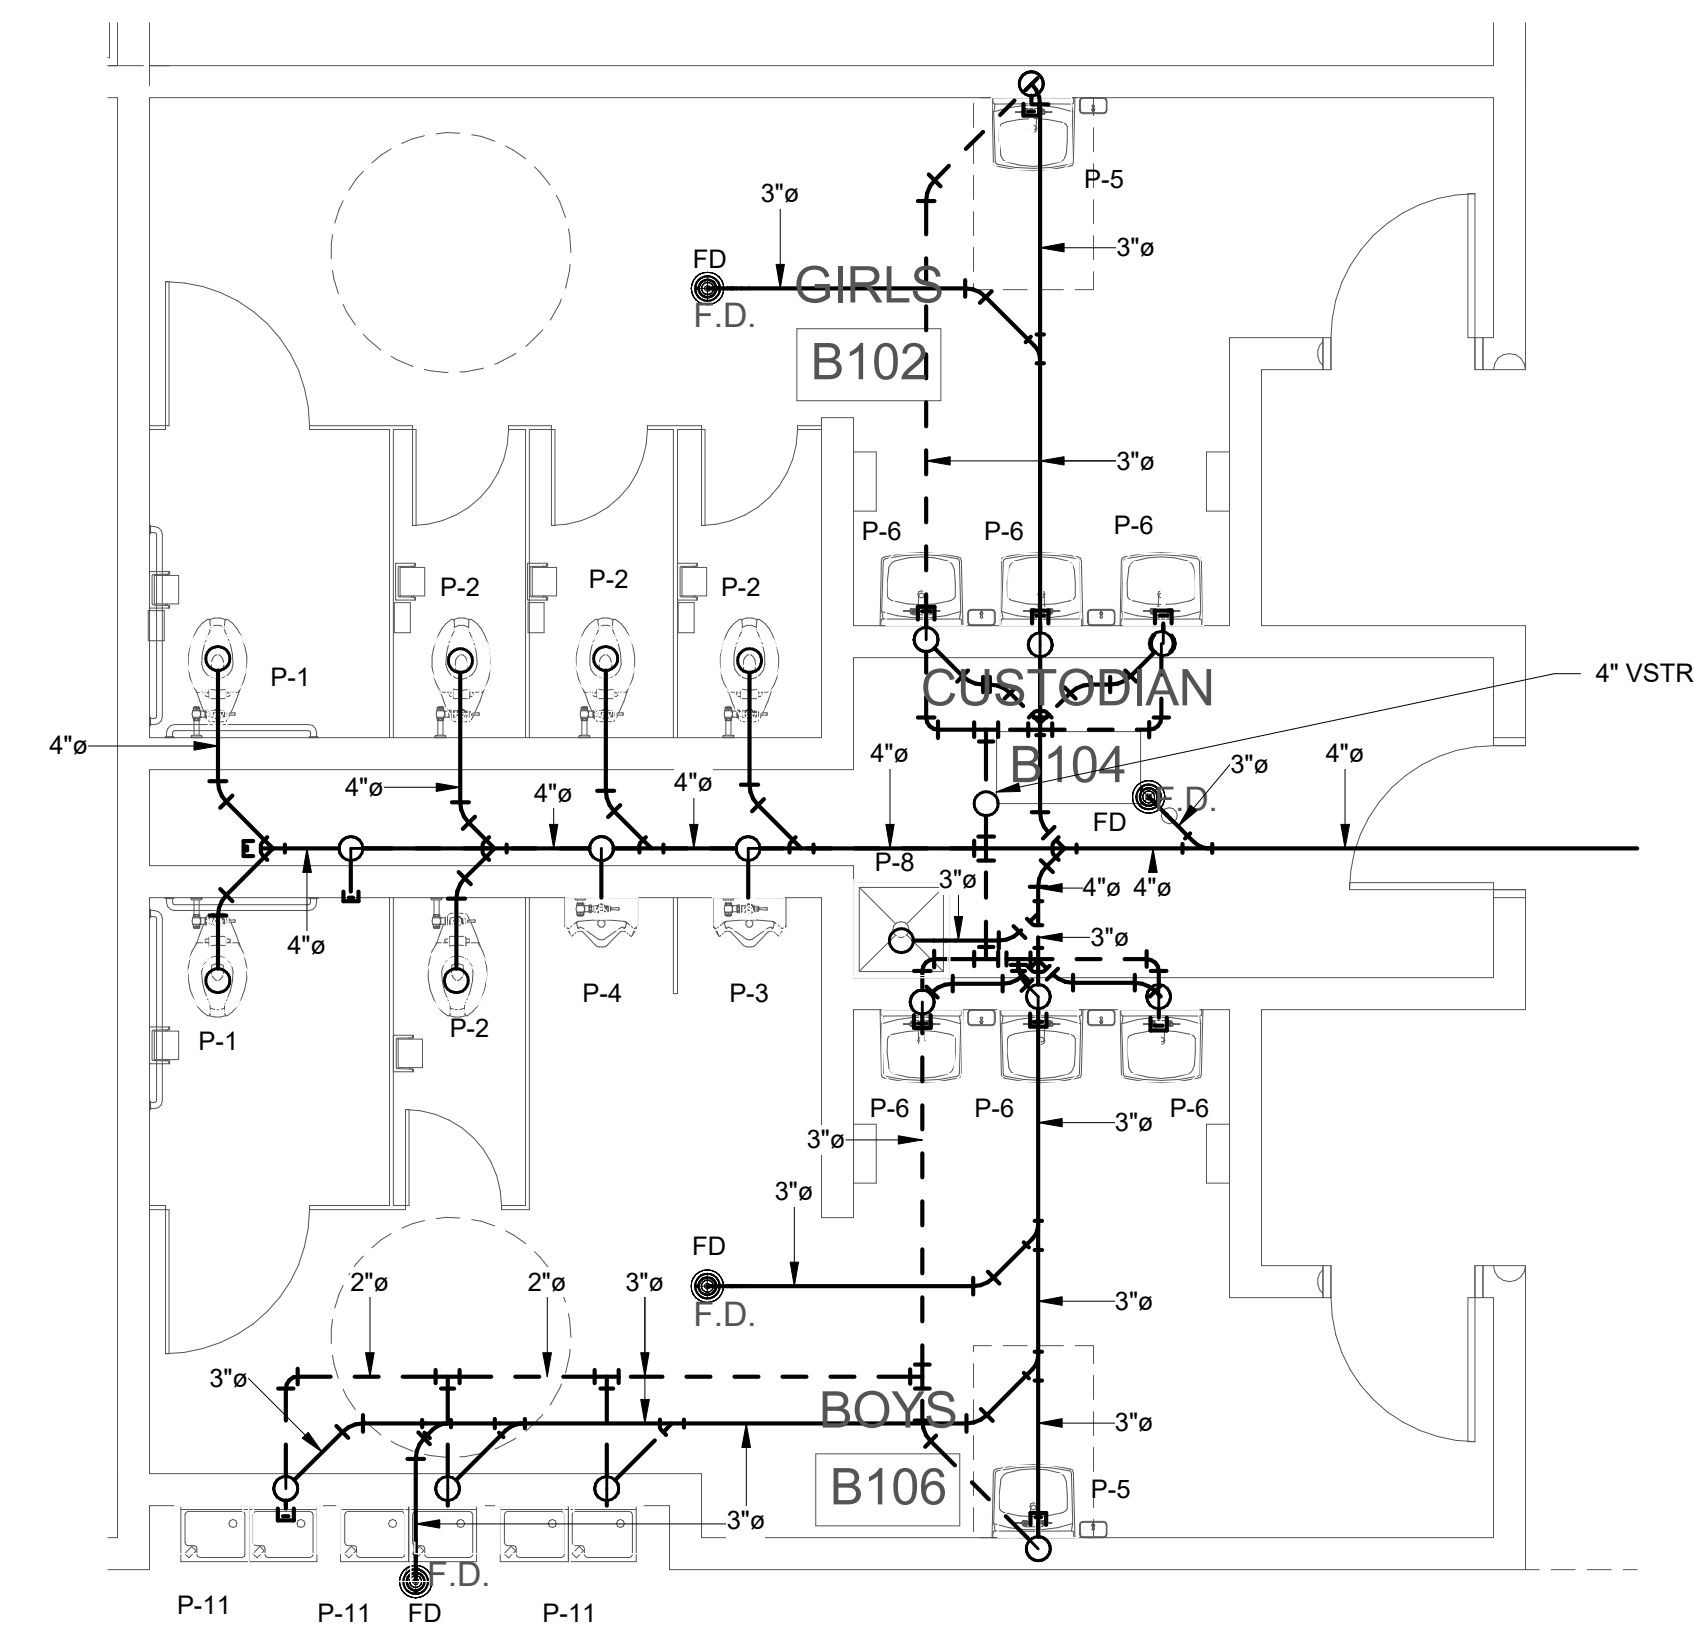 P-5
3"ø
3"ø
FD
F.D.
GIRLS
B102
3"ø
P-6
P-6
P-6
P-2
P-2
P-2
P-1
CUSTODIAN
4" VSTR
B104
4"ø
4"ø
4"ø
4"ø
4"ø
3"ø
4"ø
F.D.
FD
P-8
3"ø
4"ø
4"ø
4"ø
3"ø
P-4
P-3
P-2
P-1
P-6
P-6
P-6
3"ø
3"ø
3"ø
FD
F.D.
2"ø
2"ø
3"ø
3"ø
3"ø
BOYS
3"ø
B106
P-5
3"ø
F.D.
P-11
P-11
FD
P-11